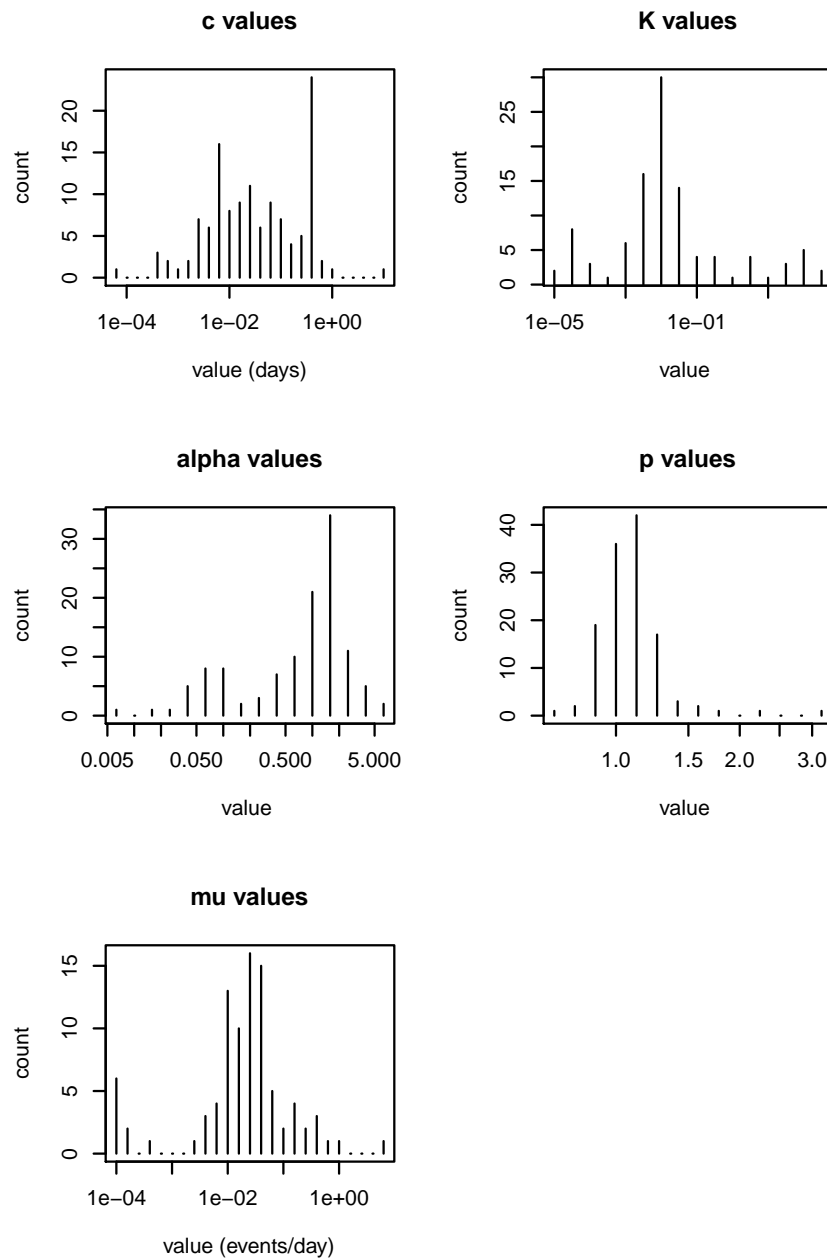 c values
count
0 5 10 15 20
1e−04 1e−02 1e+00
value (days)
K values
count
0 5 15 25
1e−05 1e−01
value
alpha values
count
0 10 20 30
0.005 0.050 0.500 5.000
value
p values
count
0 10 20 30 40
1.0 1.5 2.0 3.0
value
mu values
count
0 5 10 15
1e−04 1e−02 1e+00
value (events/day)